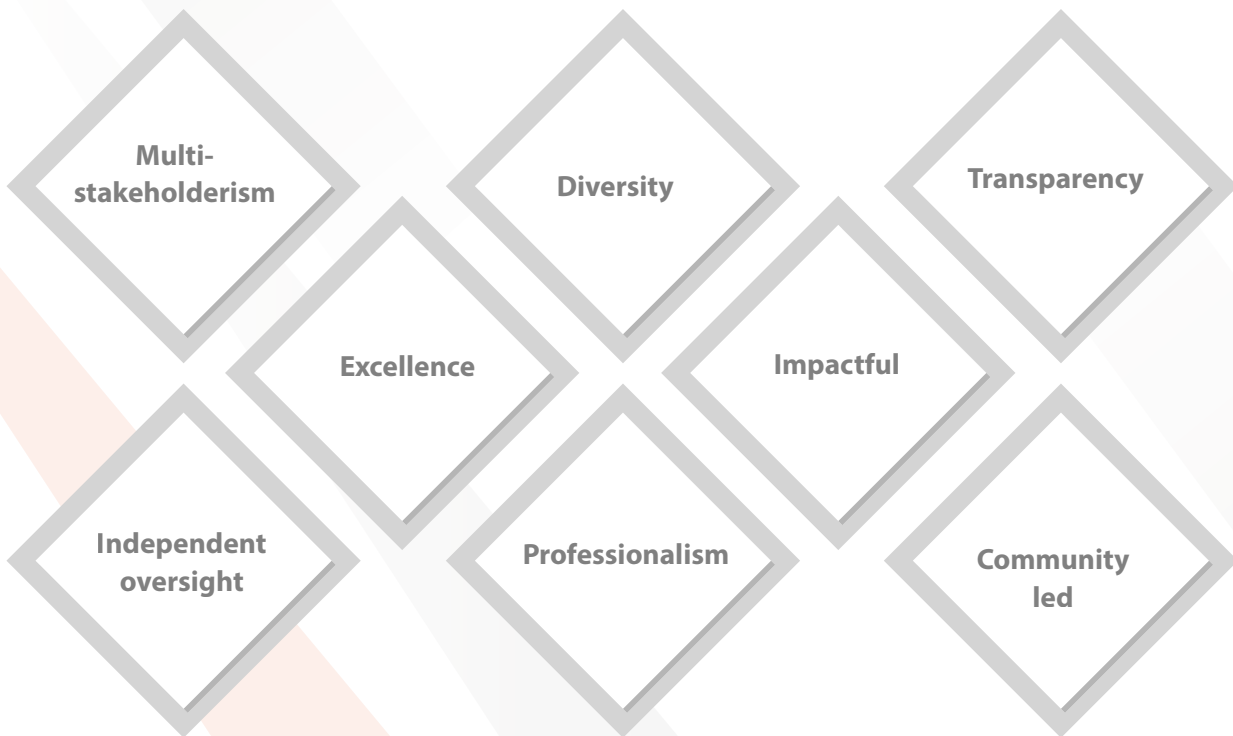 Multi-
stakeholderism
Diversity
Transparency
Excellence
Impactful
Independent
oversight
Professionalism
Community
led